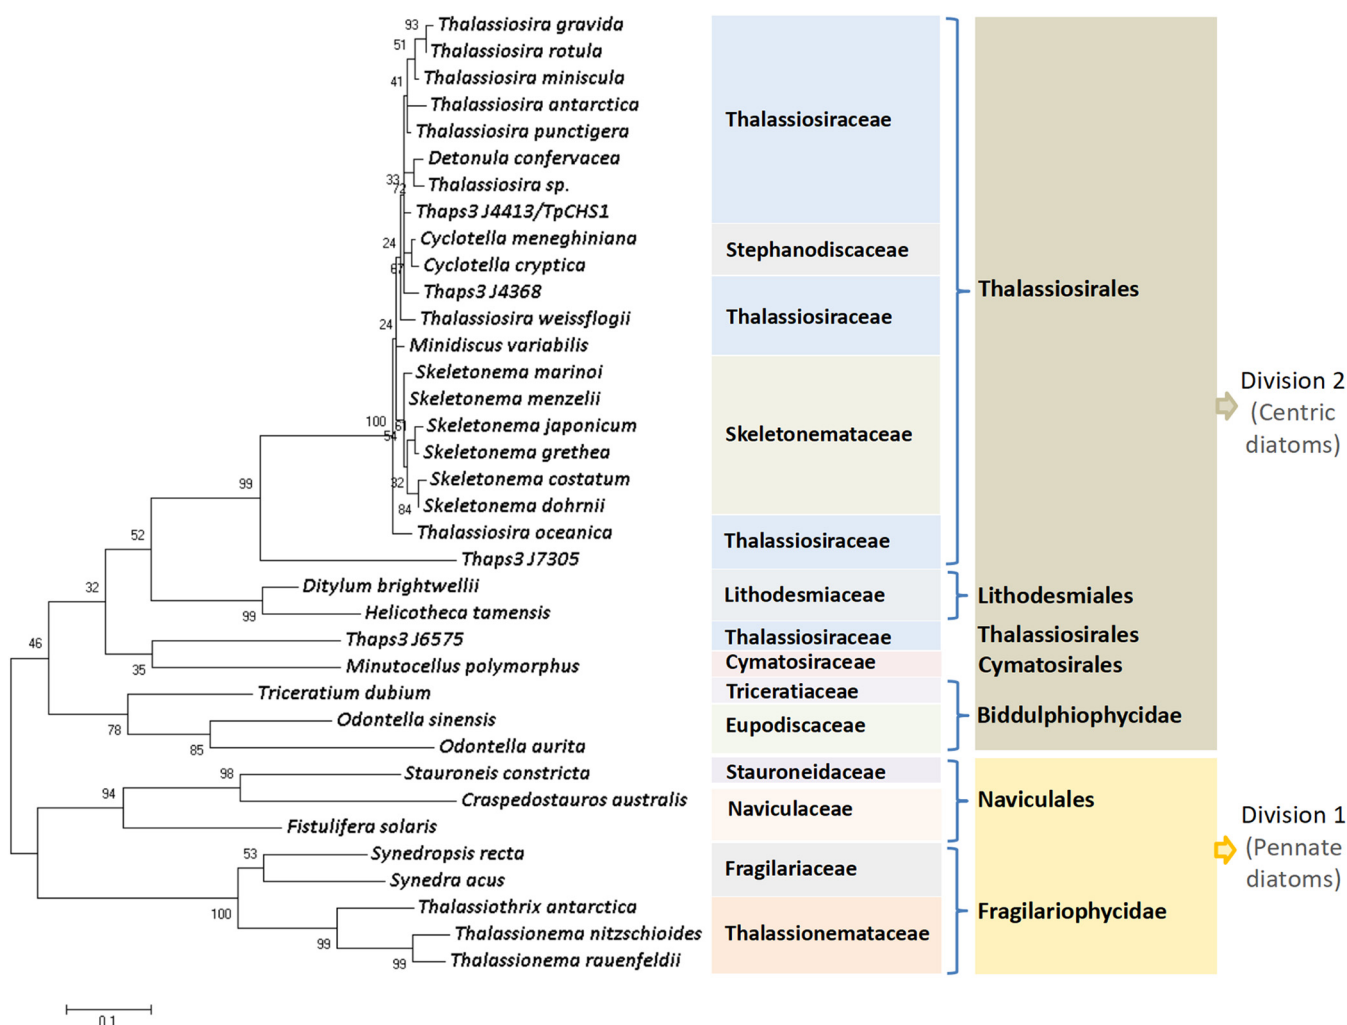 Thalassiosira gravida
Thalassiosira rotula
Thalassiosira miniscula
Thalassiosira antarctica
Thalassiosira punctigera
Detonula confervacea
Thalassiosira sp.
Thaps3 J4413/TpCHS1
Cyclotella meneghiniana
Cyclotella cryptica
Thaps3 J4368
Thalassiosira weissflogii
Minidiscus variabilis
Skeletonema marinoi
Skeletonema menzelii
Skeletonema japonicum
Skeletonema grethea
Skeletonema costatum
Skeletonema dohrnii
Thalassiosira oceanica
Thaps3 J7305
Ditylum brightwellii
Helicotheca tamensis
Thaps3 J6575
Minutocellus polymorphus
Triceratium dubium
Odontella sinensis
Odontella aurita
Stauroneis constricta
Craspedostauros australis
Fistulifera solaris
Synedropsis recta
Synedra acus
Thalassiothrix antarctica
Thalassionema nitzschioides
Thalassionema rauenfeldii
93
51
41
33
72
24
67
24
100
61
54
32
84
99
52
32
99
46
35
78
85
98
94
53
100
99
99
0.1
Thalassiosiraceae
Stephanodiscaceae
Thalassiosiraceae
Skeletonemataceae
Thalassiosiraceae
Lithodesmiaceae
Thalassiosiraceae
Cymatosiraceae
Triceratiaceae
Eupodiscaceae
Stauroneidaceae
Naviculaceae
Fragilariaceae
Thalassionemataceae
Thalassiosirales
Lithodesmiales
Thalassiosirales
Cymatosirales
Biddulphiophycidae
Naviculales
Fragilariophycidae
Division 2
(Centric
diatoms)
Division 1
(Pennate
diatoms)